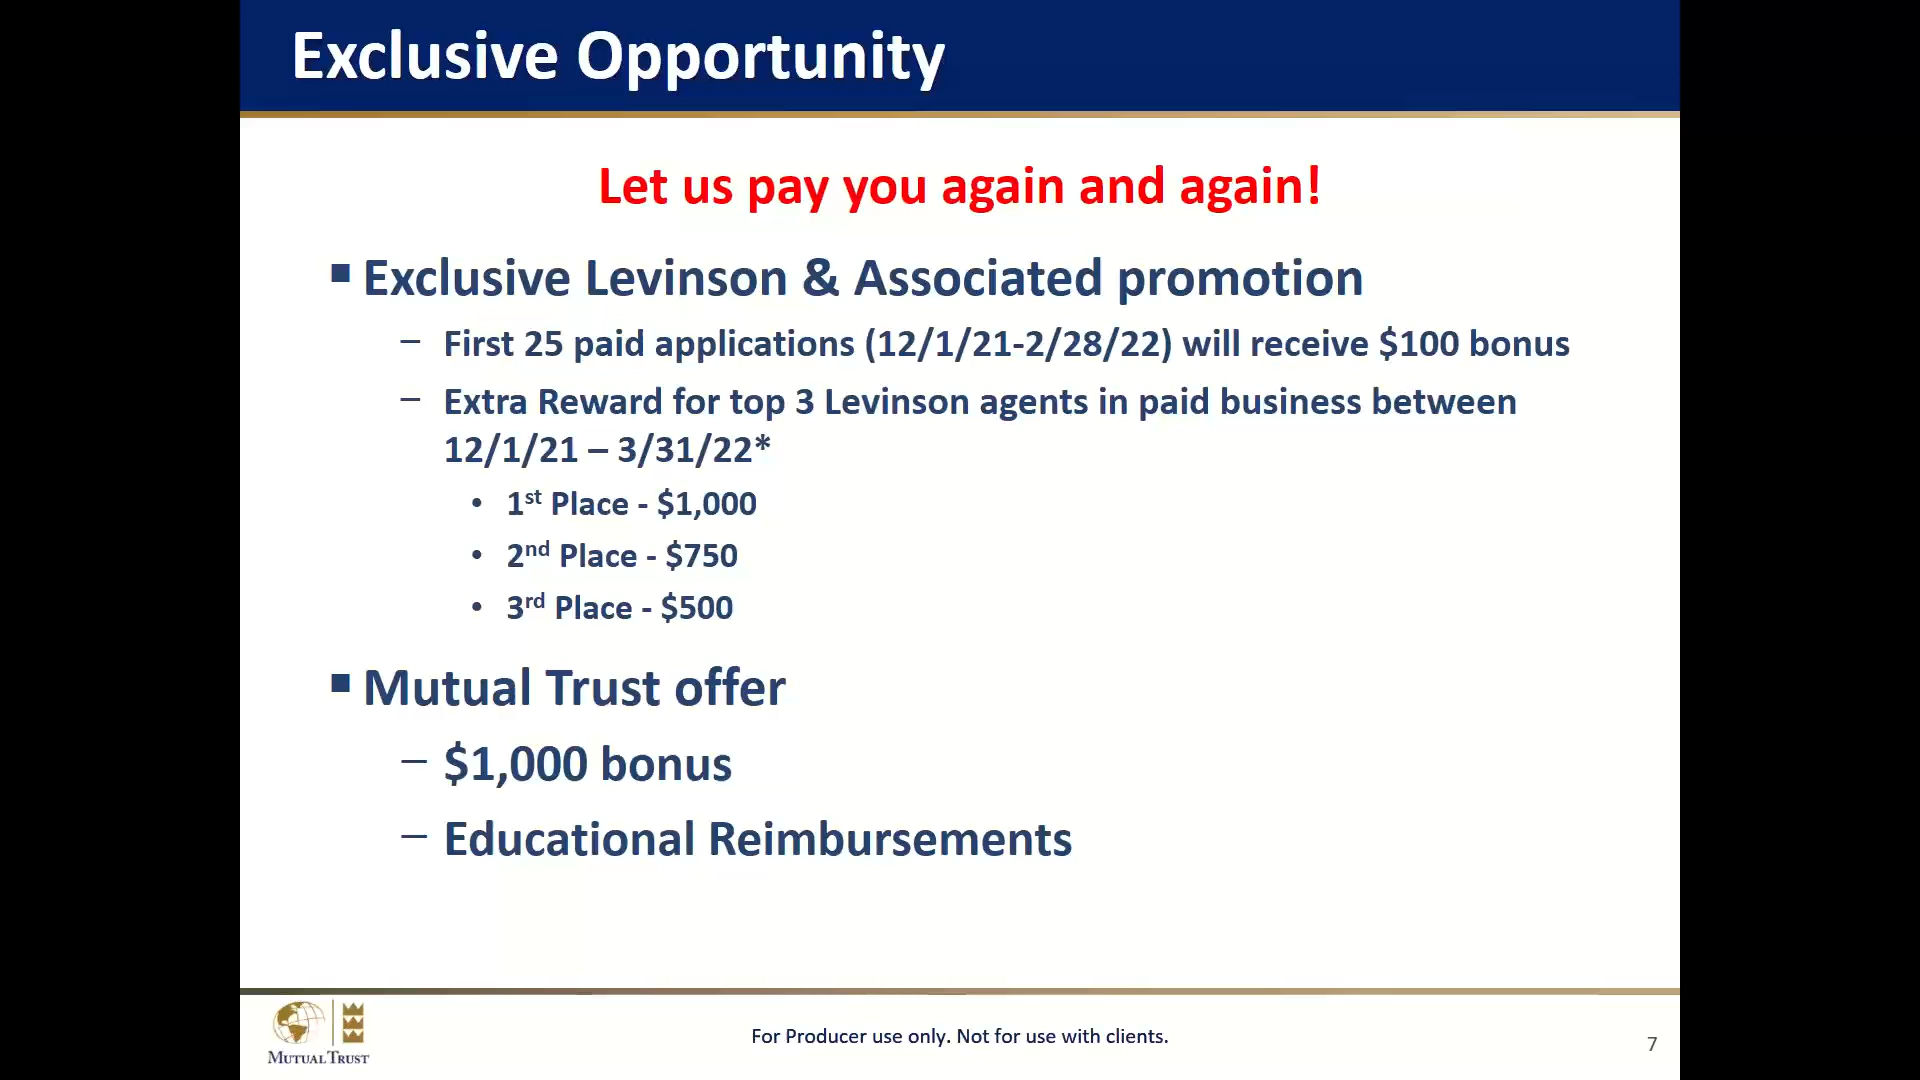 Exclusive Opportunity
Let us pay you again and again!
▪ Exclusive Levinson & Associated promotion
– First 25 paid applications (12/1/21-2/28/22) will receive $100 bonus
– Extra Reward for top 3 Levinson agents in paid business between
12/1/21 – 3/31/22*
• 1st Place - $1,000
• 2nd Place - $750
• 3rd Place - $500
▪ Mutual Trust offer
– $1,000 bonus
– Educational Reimbursements
MUTUAL TRUST
For Producer use only. Not for use with clients.
7